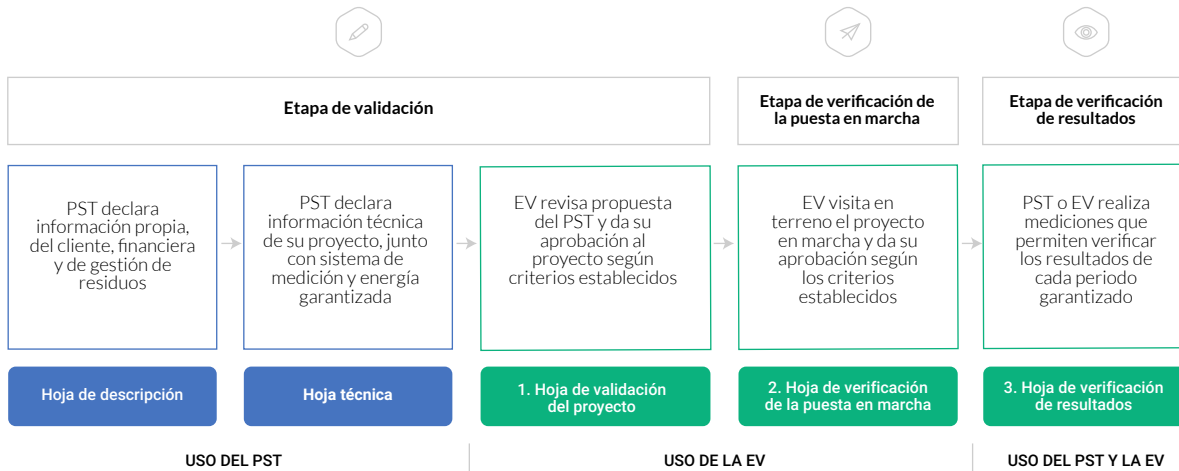 Etapa de validación
Etapa de verificación de
la puesta en marcha
Etapa de verificación
de resultados
PST declara
información propia,
del cliente, financiera
y de gestión de
residuos
PST declara
información técnica
de su proyecto, junto
con sistema de
medición y energía
garantizada
EV revisa propuesta
del PST y da su
aprobación al
proyecto según
criterios establecidos
EV visita en
terreno el proyecto
en marcha y da su
aprobación según
los criterios
establecidos
PST o EV realiza
mediciones que
permiten verificar
los resultados de
cada periodo
garantizado
Hoja de descripción
Hoja técnica
1. Hoja de validación
del proyecto
2. Hoja de verificación
de la puesta en marcha
3. Hoja de verificación
de resultados
USO DEL PST
USO DE LA EV
USO DEL PST Y LA EV